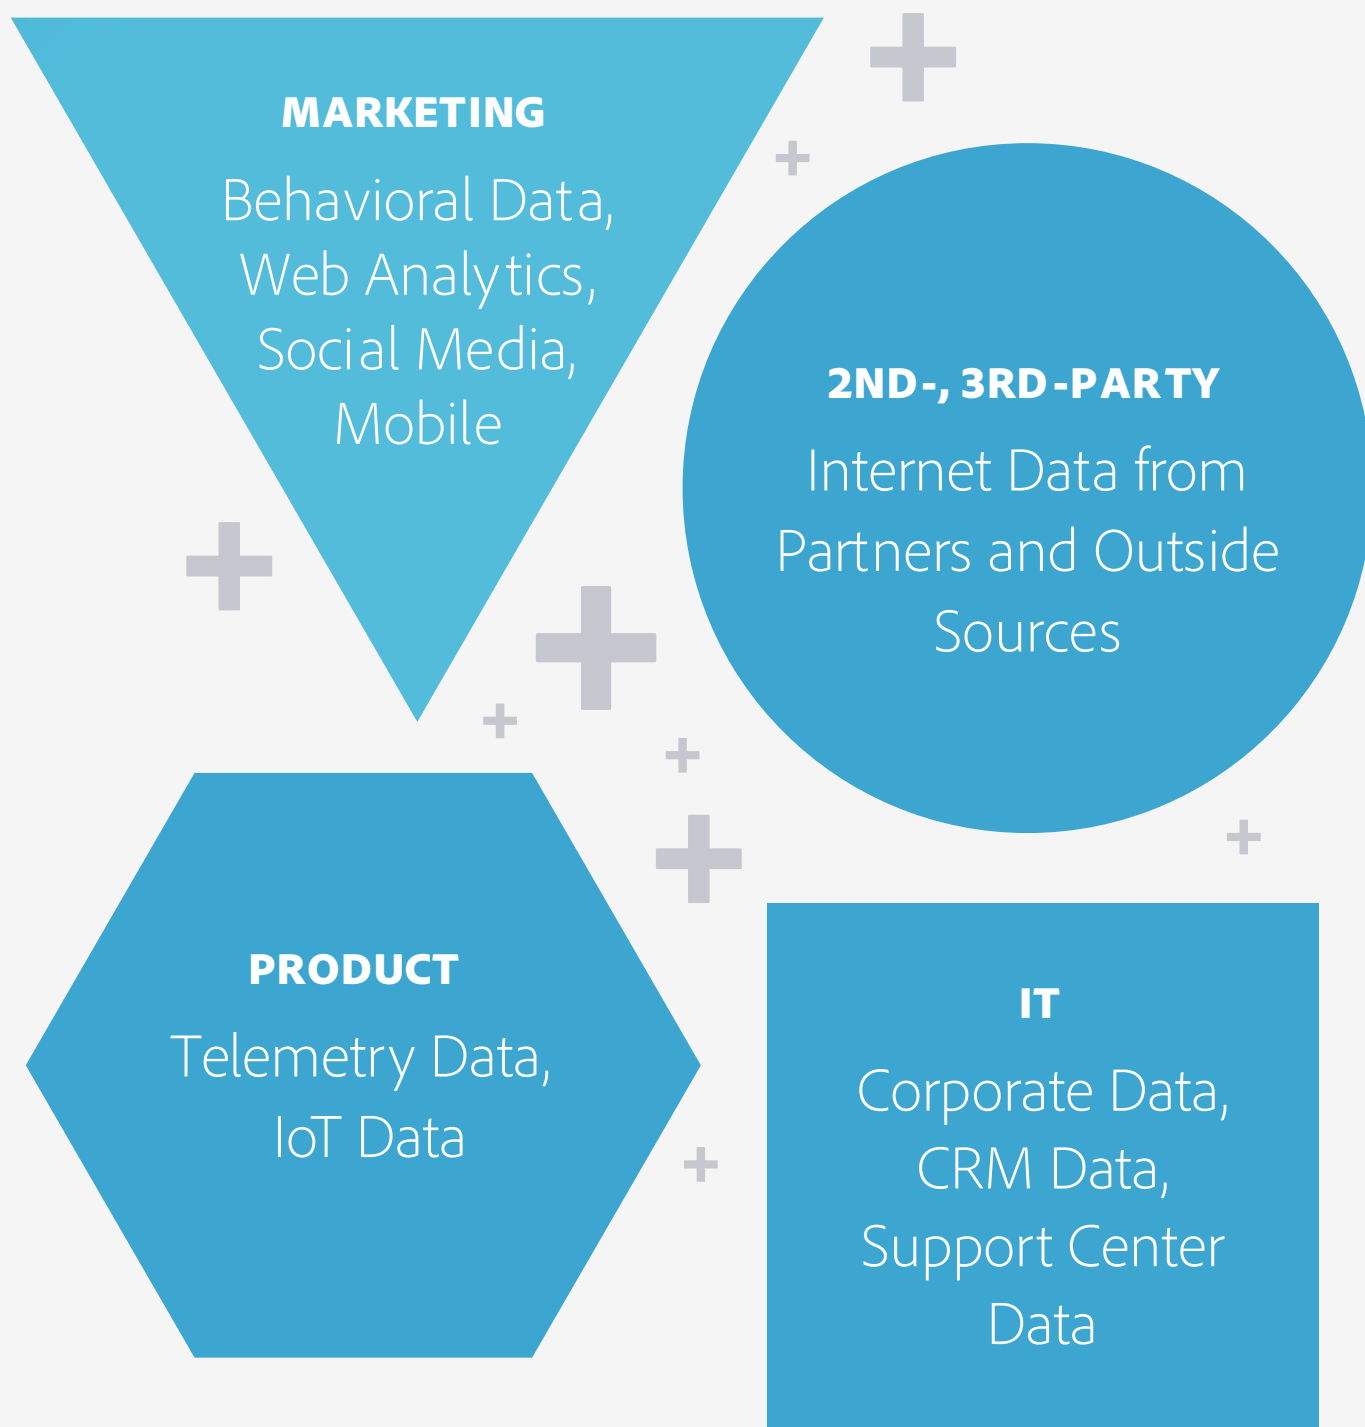 MARKETING
Behavioral Data,
Web Analytics,
Social Media,
Mobile
2ND-, 3RD-PARTY
Internet Data from
Partners and Outside
Sources
PRODUCT
Telemetry Data,
IoT Data
IT
Corporate Data,
CRM Data,
Support Center
Data